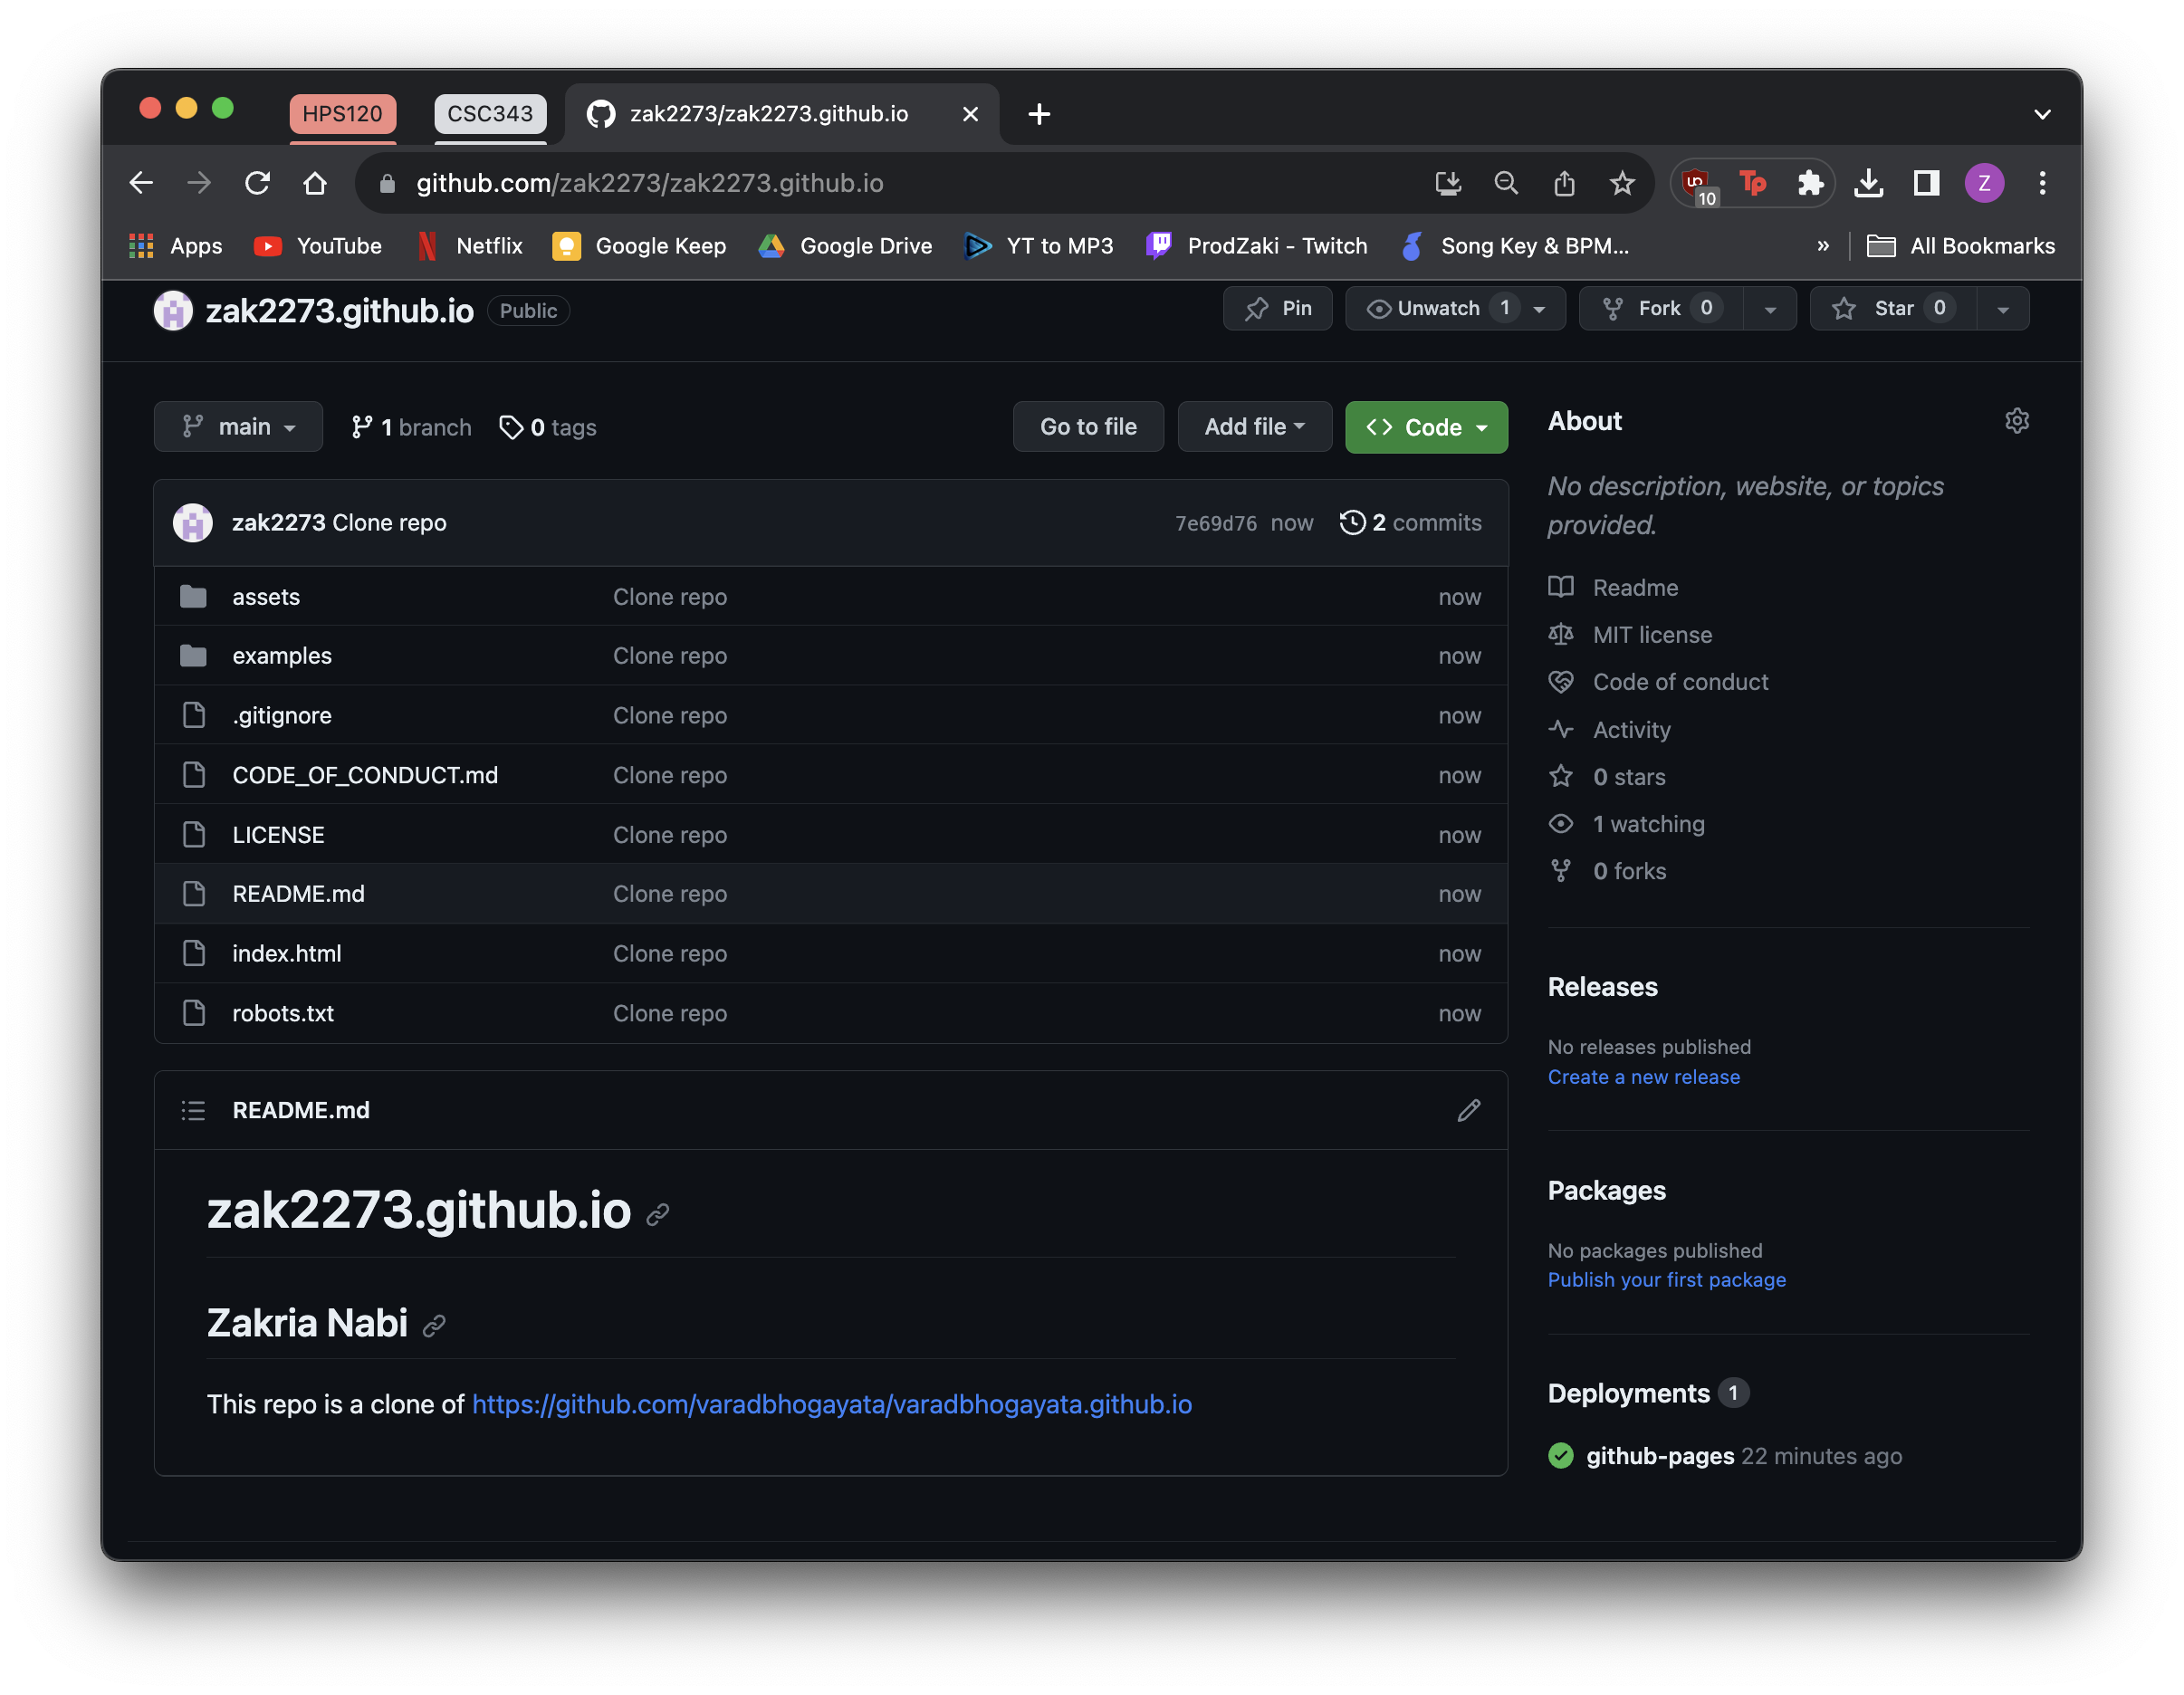 HPS120 CSC343 zak2273/zak2273.github.io
github.com/zak2273/zak2273.github.io 10 Tp Z
Apps YouTube Netflix Google Keep Google Drive YT to MP3 ProdZaki - Twitch Song Key & BPM... » All Bookmarks
zak2273.github.io Public Pin Unwatch 1 Fork 0 Star 0
main 1 branch 0 tags Go to file Add file Code
zak2273 Clone repo 7e69d76 now 2 commits
assets Clone repo now
examples Clone repo now
.gitignore Clone repo now
CODE_OF_CONDUCT.md Clone repo now
LICENSE Clone repo now
README.md Clone repo now
index.html Clone repo now
robots.txt Clone repo now
README.md
zak2273.github.io
Zakria Nabi
This repo is a clone of https://github.com/varadbhogayata/varadbhogayata.github.io
About
No description, website, or topics
provided.
Readme
MIT license
Code of conduct
Activity
0 stars
1 watching
0 forks
Releases
No releases published
Create a new release
Packages
No packages published
Publish your first package
Deployments 1
github-pages 22 minutes ago